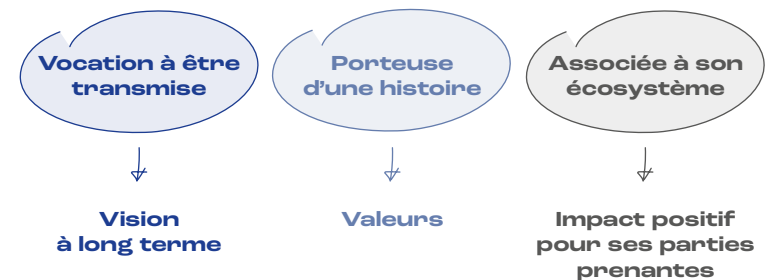 Vocation à être
transmise
Porteuse
d'une histoire
Associée à son
écosystème
Vision
à long terme
Valeurs
Impact positif
pour ses parties
prenantes